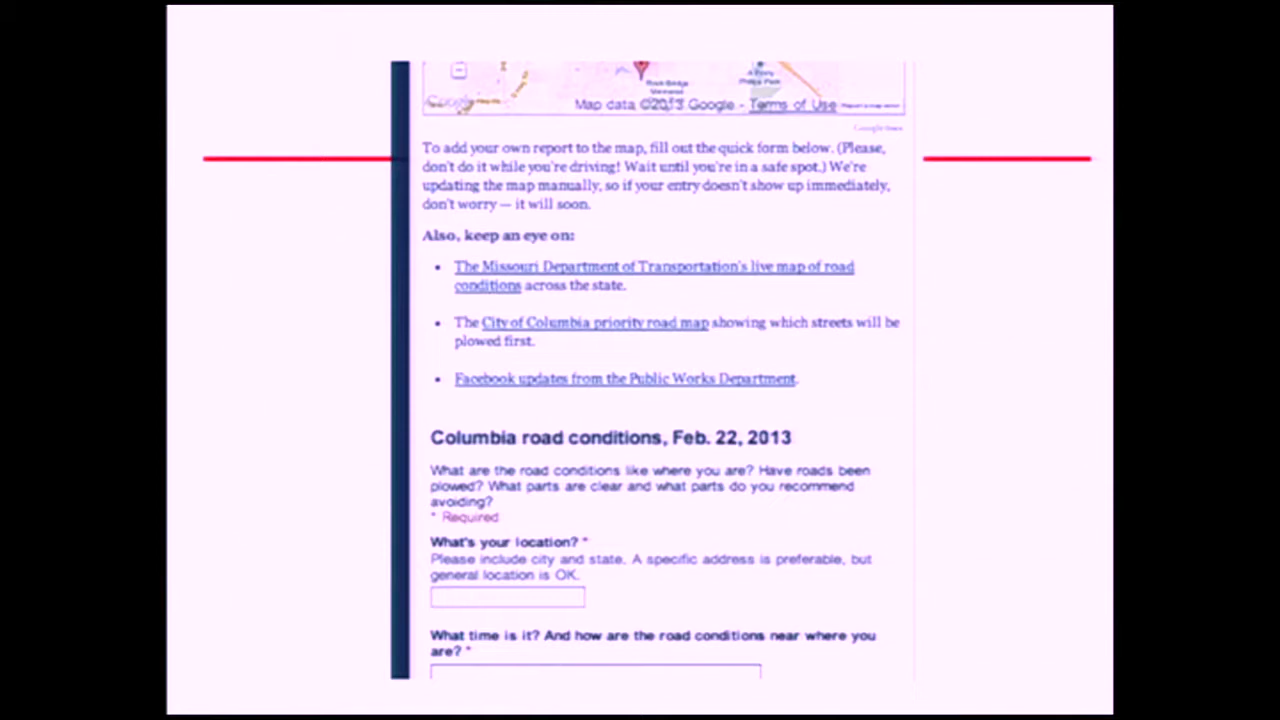 Rock Bridge
Memorial
Google
Map data ©2013 Google - Terms of Use
To add your own report to the map, fill out the quick form below. (Please,
don't do it while you're driving! Wait until you're in a safe spot.) We're
updating the map manually, so if your entry doesn't show up immediately,
don't worry — it will soon.
Also, keep an eye on:
• The Missouri Department of Transportation's live map of road
conditions across the state.
• The City of Columbia priority road map showing which streets will be
plowed first.
• Facebook updates from the Public Works Department.
Columbia road conditions, Feb. 22, 2013
What are the road conditions like where you are? Have roads been
plowed? What parts are clear and what parts do you recommend
avoiding?
* Required
What's your location? *
Please include city and state. A specific address is preferable, but
general location is OK.
What time is it? And how are the road conditions near where you
are? *